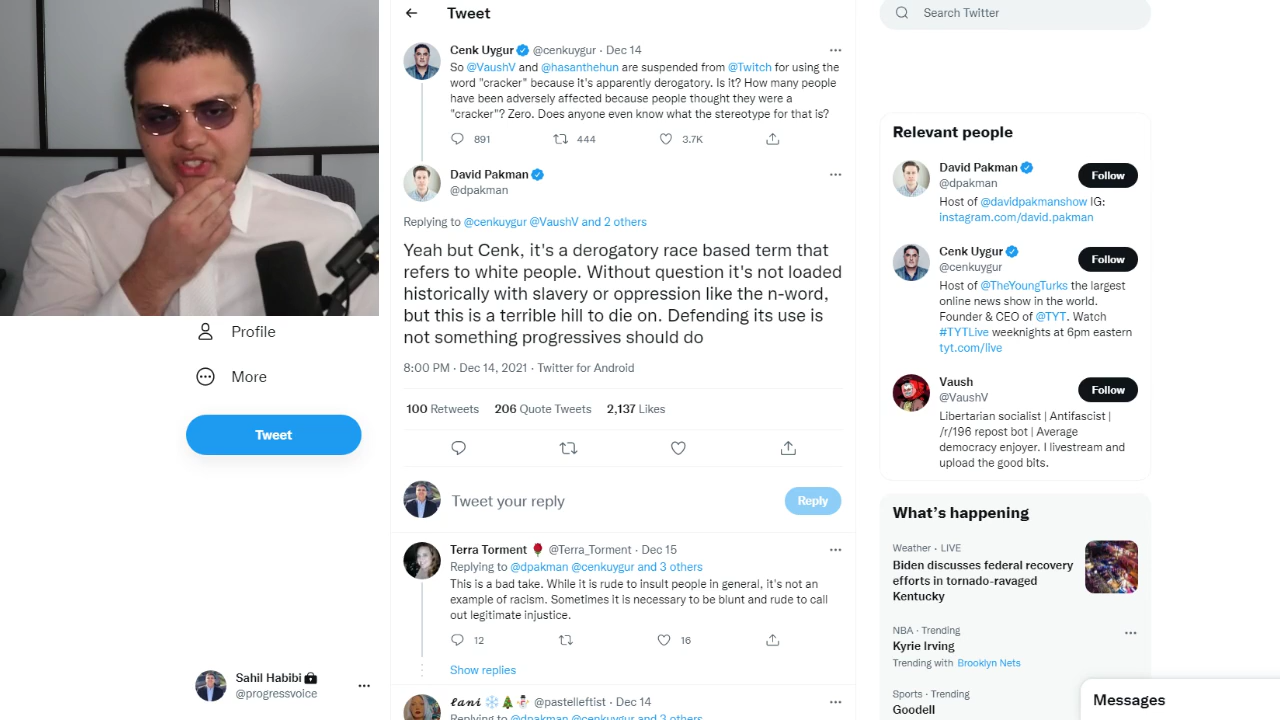 Tweet
Cenk Uygur @cenkuygur · Dec 14
So @VaushV and @hasanthehun are suspended from @Twitch for using the
word "cracker" because it's apparently derogatory. Is it? How many people
have been adversely affected because people thought they were a
"cracker"? Zero. Does anyone even know what the stereotype for that is?
891 444 3.7K
David Pakman
@dpakman
Replying to @cenkuygur @VaushV and 2 others
Yeah but Cenk, it's a derogatory race based term that
refers to white people. Without question it's not loaded
historically with slavery or oppression like the n-word,
but this is a terrible hill to die on. Defending its use is
not something progressives should do
8:00 PM · Dec 14, 2021 · Twitter for Android
100 Retweets 206 Quote Tweets 2,137 Likes
Tweet your reply
Reply
Terra Torment @Terra_Torment · Dec 15
Replying to @dpakman @cenkuygur and 3 others
This is a bad take. While it is rude to insult people in general, it's not an
example of racism. Sometimes it is necessary to be blunt and rude to call
out legitimate injustice.
12 16
Show replies
𝓵𝓪𝓷𝓲 @pastelleftist · Dec 14
Replying to @dpakman @cenkuygur and 3 others
Profile
More
Tweet
Sahil Habibi
@progressvoice
Search Twitter
Relevant people
David Pakman
@dpakman
Follow
Host of @davidpakmanshow IG:
instagram.com/david.pakman
Cenk Uygur
@cenkuygur
Follow
Host of @TheYoungTurks the largest
online news show in the world.
Founder & CEO of @TYT. Watch
#TYTLive weeknights at 6pm eastern
tyt.com/live
Vaush
@VaushV
Follow
Libertarian socialist | Antifascist |
/r/196 repost bot | Average
democracy enjoyer. I livestream and
upload the good bits.
What's happening
Weather · LIVE
Biden discusses federal recovery
efforts in tornado-ravaged
Kentucky
NBA · Trending
Kyrie Irving
Trending with Brooklyn Nets
Sports · Trending
Goodell
Messages